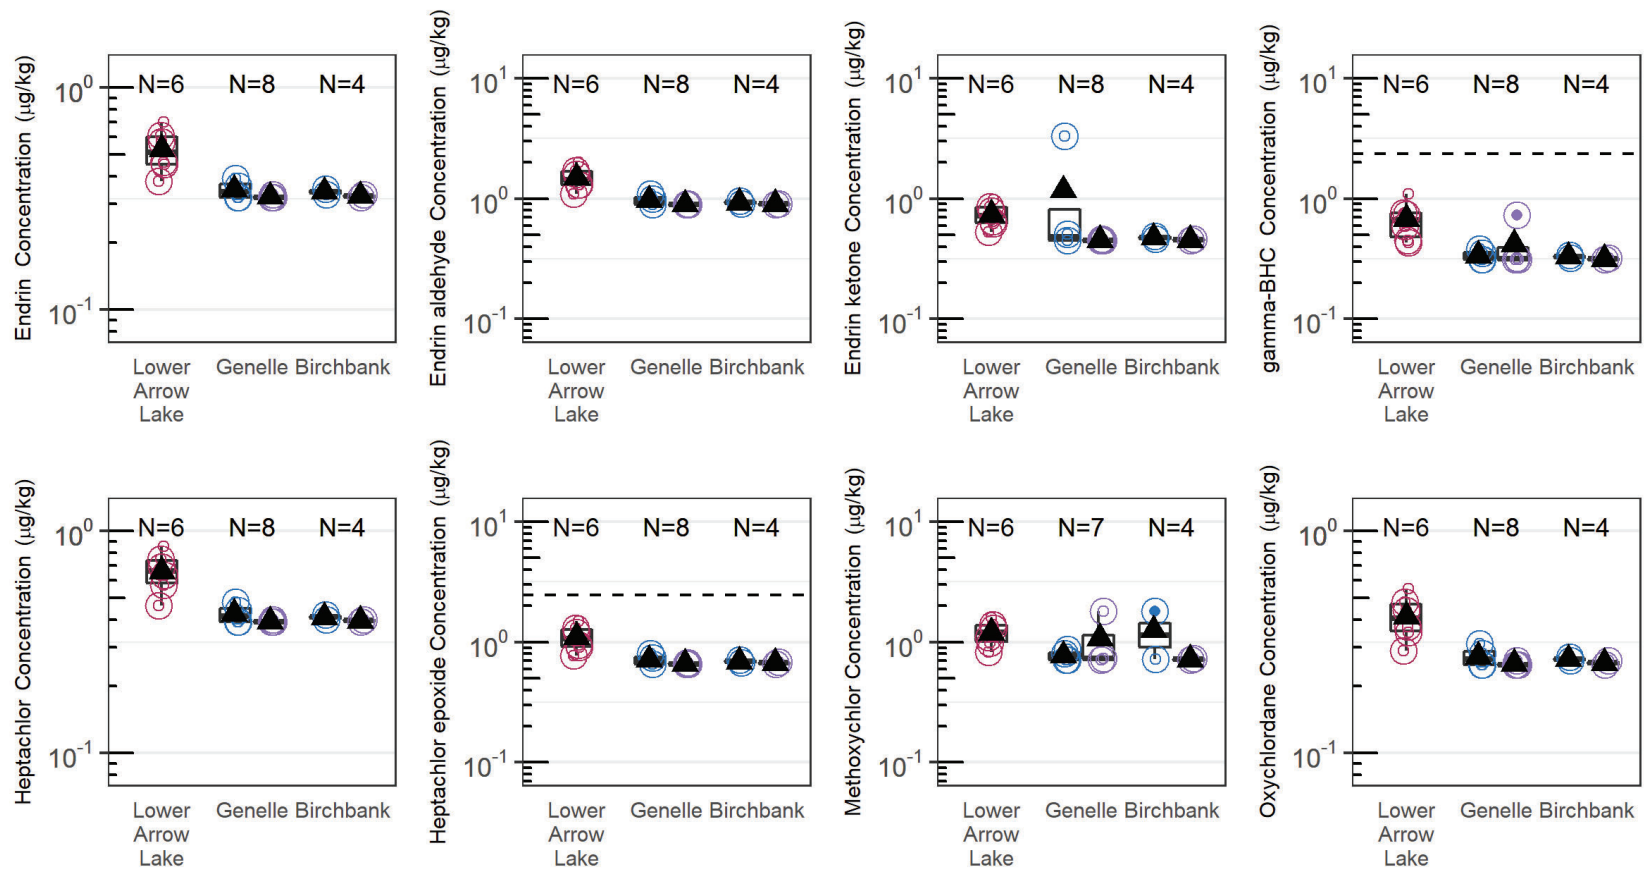 Endrin Concentration (μg/kg)
10⁰
10⁻¹
N=6 N=8 N=4
Lower
Arrow
Lake
Genelle Birchbank
Endrin aldehyde Concentration (μg/kg)
10¹
10⁰
10⁻¹
N=6 N=8 N=4
Lower
Arrow
Lake
Genelle Birchbank
Endrin ketone Concentration (μg/kg)
10¹
10⁰
10⁻¹
N=6 N=8 N=4
Lower
Arrow
Lake
Genelle Birchbank
gamma-BHC Concentration (μg/kg)
10¹
10⁰
10⁻¹
N=6 N=8 N=4
Lower
Arrow
Lake
Genelle Birchbank
Heptachlor Concentration (μg/kg)
10⁰
10⁻¹
N=6 N=8 N=4
Lower
Arrow
Lake
Genelle Birchbank
Heptachlor epoxide Concentration (μg/kg)
10¹
10⁰
10⁻¹
N=6 N=8 N=4
Lower
Arrow
Lake
Genelle Birchbank
Methoxychlor Concentration (μg/kg)
10¹
10⁰
10⁻¹
N=6 N=7 N=4
Lower
Arrow
Lake
Genelle Birchbank
Oxychlordane Concentration (μg/kg)
10⁰
10⁻¹
N=6 N=8 N=4
Lower
Arrow
Lake
Genelle Birchbank